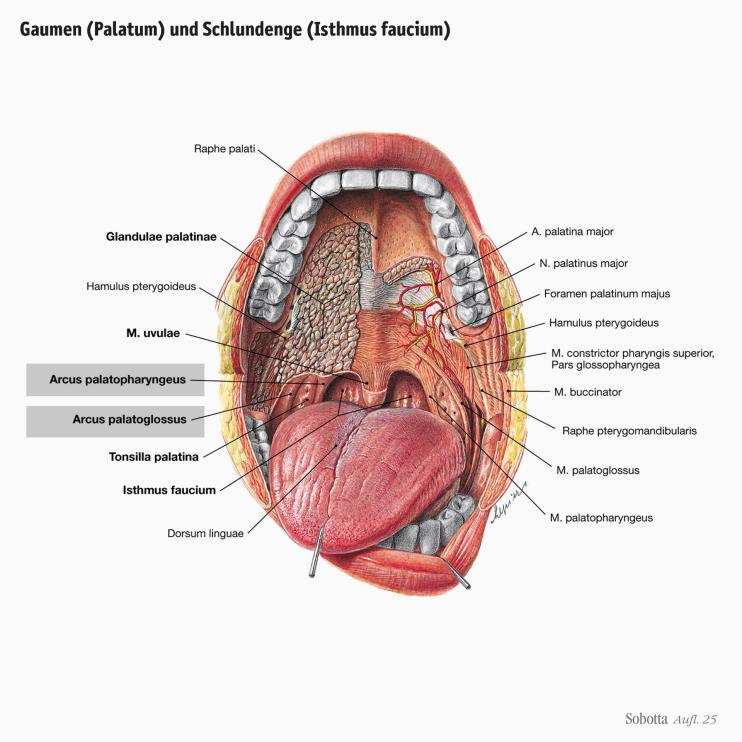 Gaumen (Palatum) und Schlundenge (Isthmus faucium)
Raphe palati
Glandulae palatinae
Hamulus pterygoideus
M. uvulae
Arcus palatopharyngeus
Arcus palatoglossus
Tonsilla palatina
Isthmus faucium
Dorsum linguae
A. palatina major
N. palatinus major
Foramen palatinum majus
Hamulus pterygoideus
M. constrictor pharyngis superior,
Pars glossopharyngea
M. buccinator
Raphe pterygomandibularis
M. palatoglossus
M. palatopharyngeus
Sobotta Aufl. 25